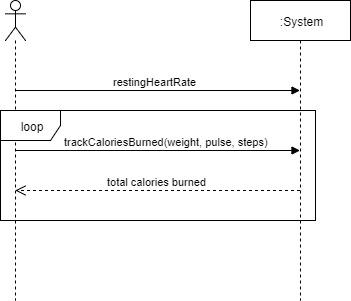 :System
restingHeartRate
loop
trackCaloriesBurned(weight, pulse, steps)
total calories burned